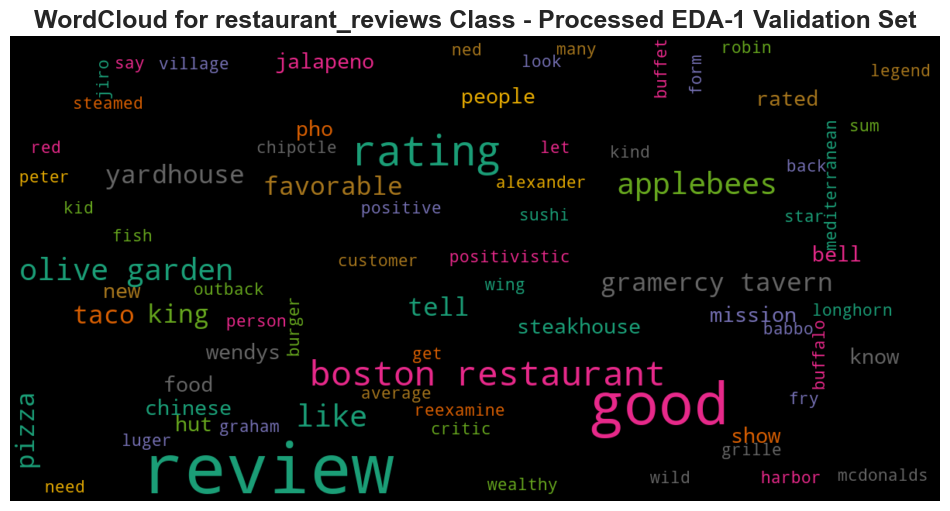 WordCloud for restaurant_reviews Class - Processed EDA-1 Validation Set
ned
many
robin
jiro
say
village
jalapeno
look
buffet
form
legend
steamed
people
rated
pho
sum
red
chipotle
rating
let
kind
mediterranean
peter
yardhouse
favorable
alexander
applebees
back
kid
positive
sushi
star
fish
customer
positivistic
bell
olive garden
wing
gramercy tavern
new
outback
taco
king
person
burger
tell
steakhouse
mission
longhorn
babbo
wendys
get
buffalo
know
food
boston restaurant
average
good
fry
pizza
chinese
like
reexamine
hut
graham
critic
show
luger
grille
review
need
wealthy
wild
harbor
mcdonalds